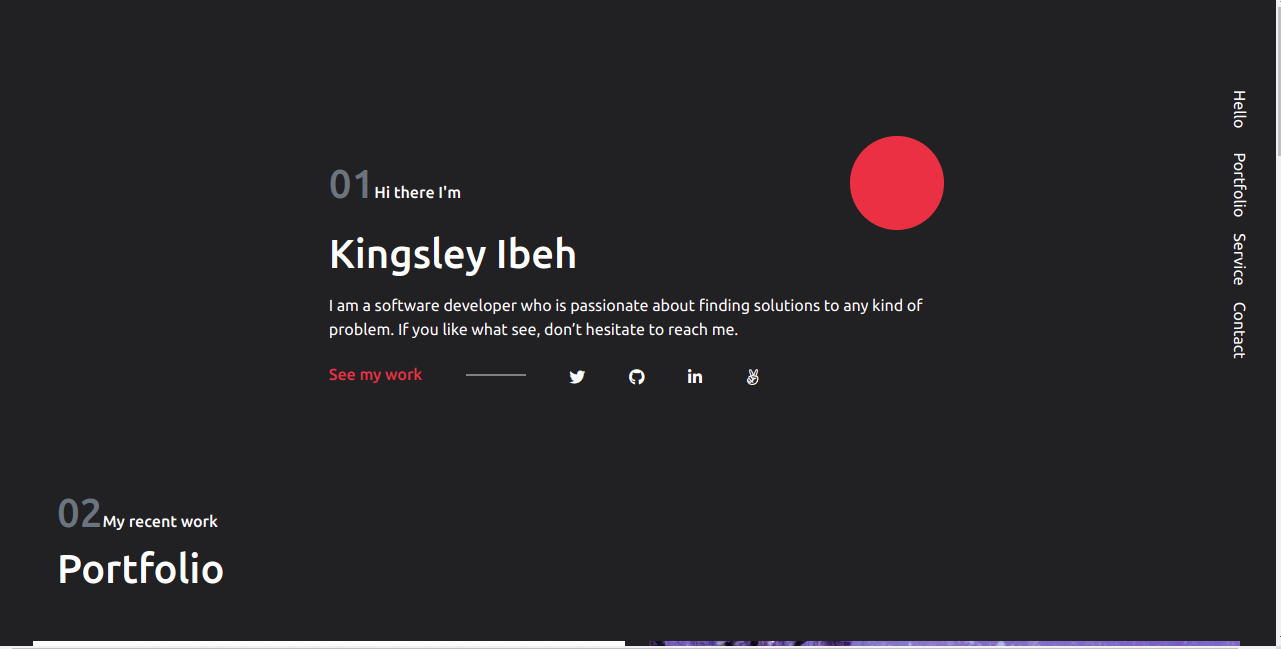 01 Hi there I'm
Kingsley Ibeh
I am a software developer who is passionate about finding solutions to any kind of
problem. If you like what see, don’t hesitate to reach me.
See my work
in
02 My recent work
Portfolio
Hello
Portfolio
Service
Contact